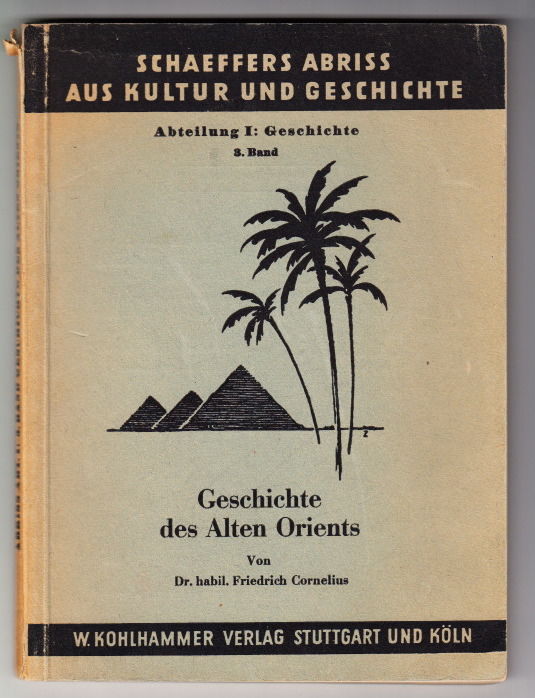 SCHAEFFERS ABRISS
AUS KULTUR UND GESCHICHTE
Abteilung I: Geschichte
3. Band
Z
Geschichte
des Alten Orients
Von
Dr. habil. Friedrich Cornelius
W. KOHLHAMMER VERLAG STUTTGART UND KÖLN